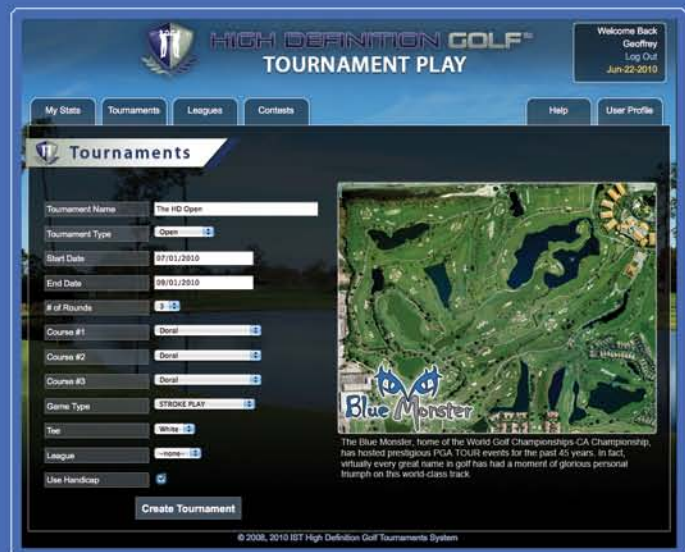 HIGH DEFINITION GOLF™
TOURNAMENT PLAY
Welcome Back
Geoffrey
Log Out
Jun-22-2010
My Stats
Tournaments
Leagues
Contests
Help
User Profile
Tournaments
Tournament Name The HD Open
Tournament Type Open
Start Date 07/01/2010
End Date 09/01/2010
# of Rounds 3
Course #1 Doral
Course #2 Doral
Course #3 Doral
Game Type STROKE PLAY
Tee White
League --none--
Use Handicap
Create Tournament
Blue Monster
The Blue Monster, home of the World Golf Championships-CA Championship,
has hosted prestigious PGA TOUR events for the past 45 years. In fact,
virtually every great name in golf has had a moment of glorious personal
triumph on this world-class track
© 2008, 2010 IST High Definition Golf Tournaments System